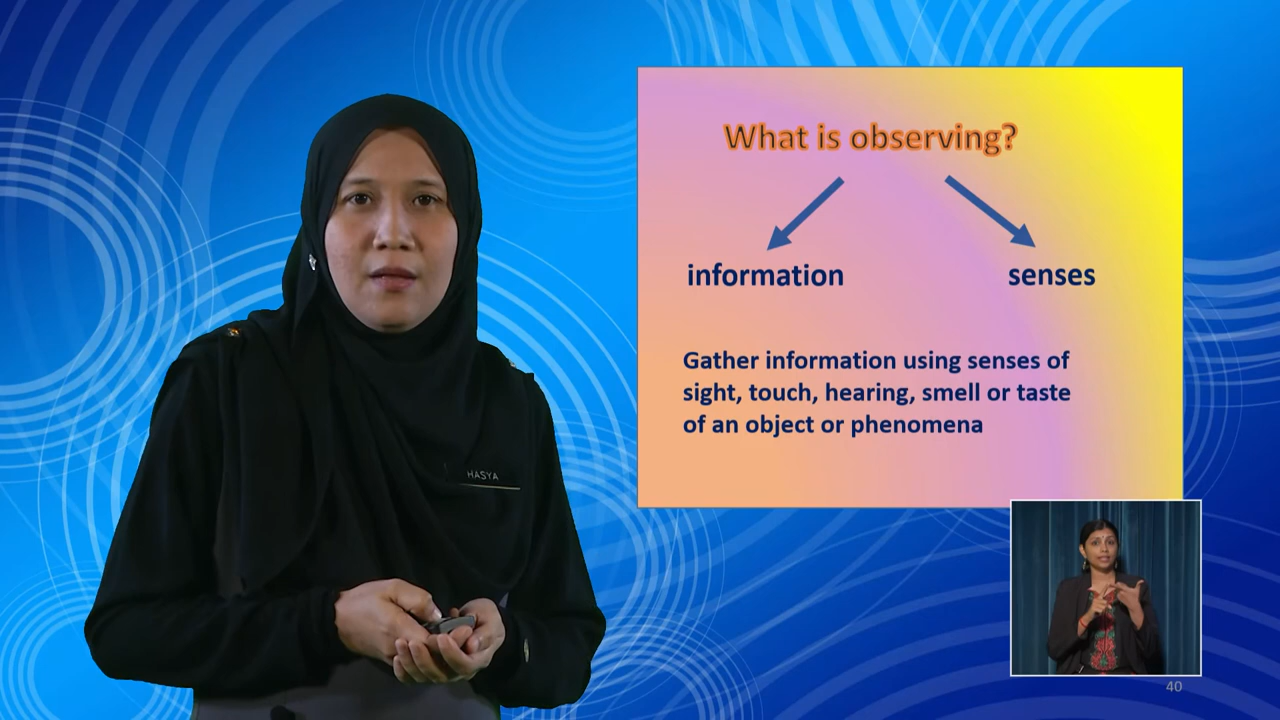 What is observing?
information
senses
Gather information using senses of
sight, touch, hearing, smell or taste
of an object or phenomena
HASYA
40